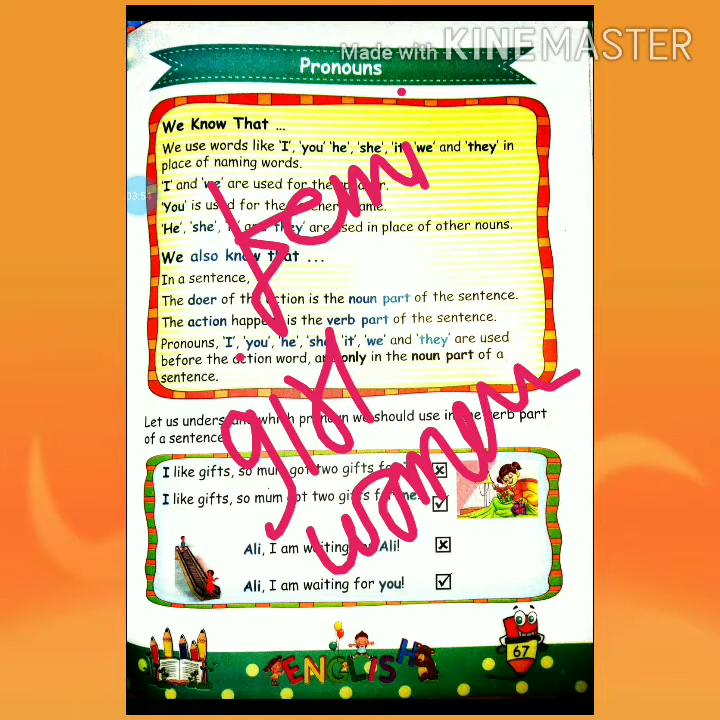 Made with KINEMASTER
Pronouns
We Know That ...
We use words like 'I', 'you' 'he', 'she', 'it', 'we' and 'they' in
place of naming words.
'I' and 'we' are used for the
'You' is used for the name.
'He', 'she', and 'they' are used in place of other nouns.
We also know that ...
In a sentence,
The doer of the action is the noun part of the sentence.
The action happens is the verb part of the sentence.
Pronouns, 'I', 'you', 'he', 'she', 'it', 'we' and 'they' are used
before the action word, and only in the noun part of a
sentence.
Let us understand which pronoun we should use in the verb part
of a sentence
I like gifts, so mum got two gifts
I like gifts, so mum got two gifts for me.
Ali, I am waiting for Ali!
Ali, I am waiting for you!
ENGLISH
67
03:54
femi
girl
women